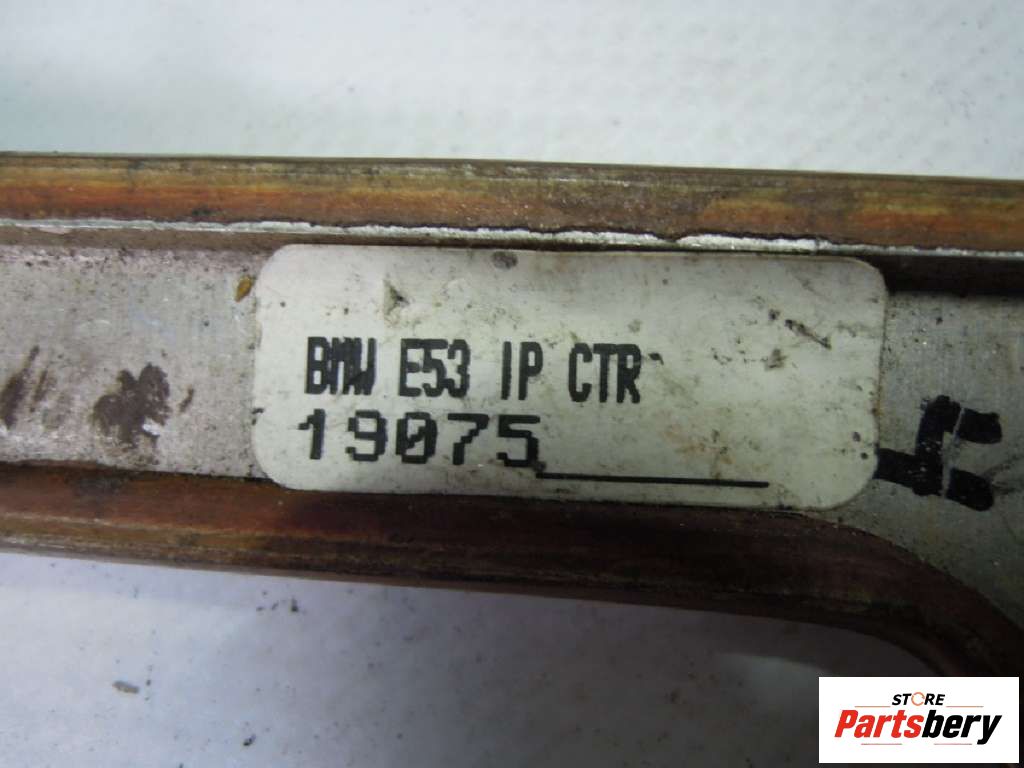 BMW E53 IP CTR
19075
STORE
Partsbery